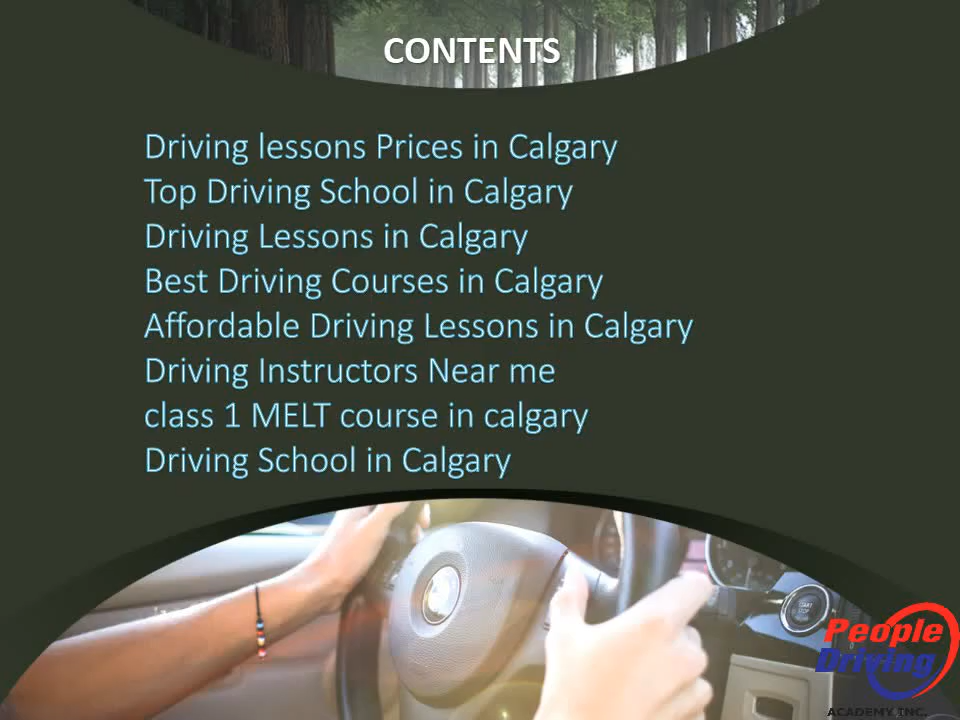 CONTENTS
Driving lessons Prices in Calgary
Top Driving School in Calgary
Driving Lessons in Calgary
Best Driving Courses in Calgary
Affordable Driving Lessons in Calgary
Driving Instructors Near me
class 1 MELT course in calgary
Driving School in Calgary
START
STOP
People
Driving
ACADEMY INC.